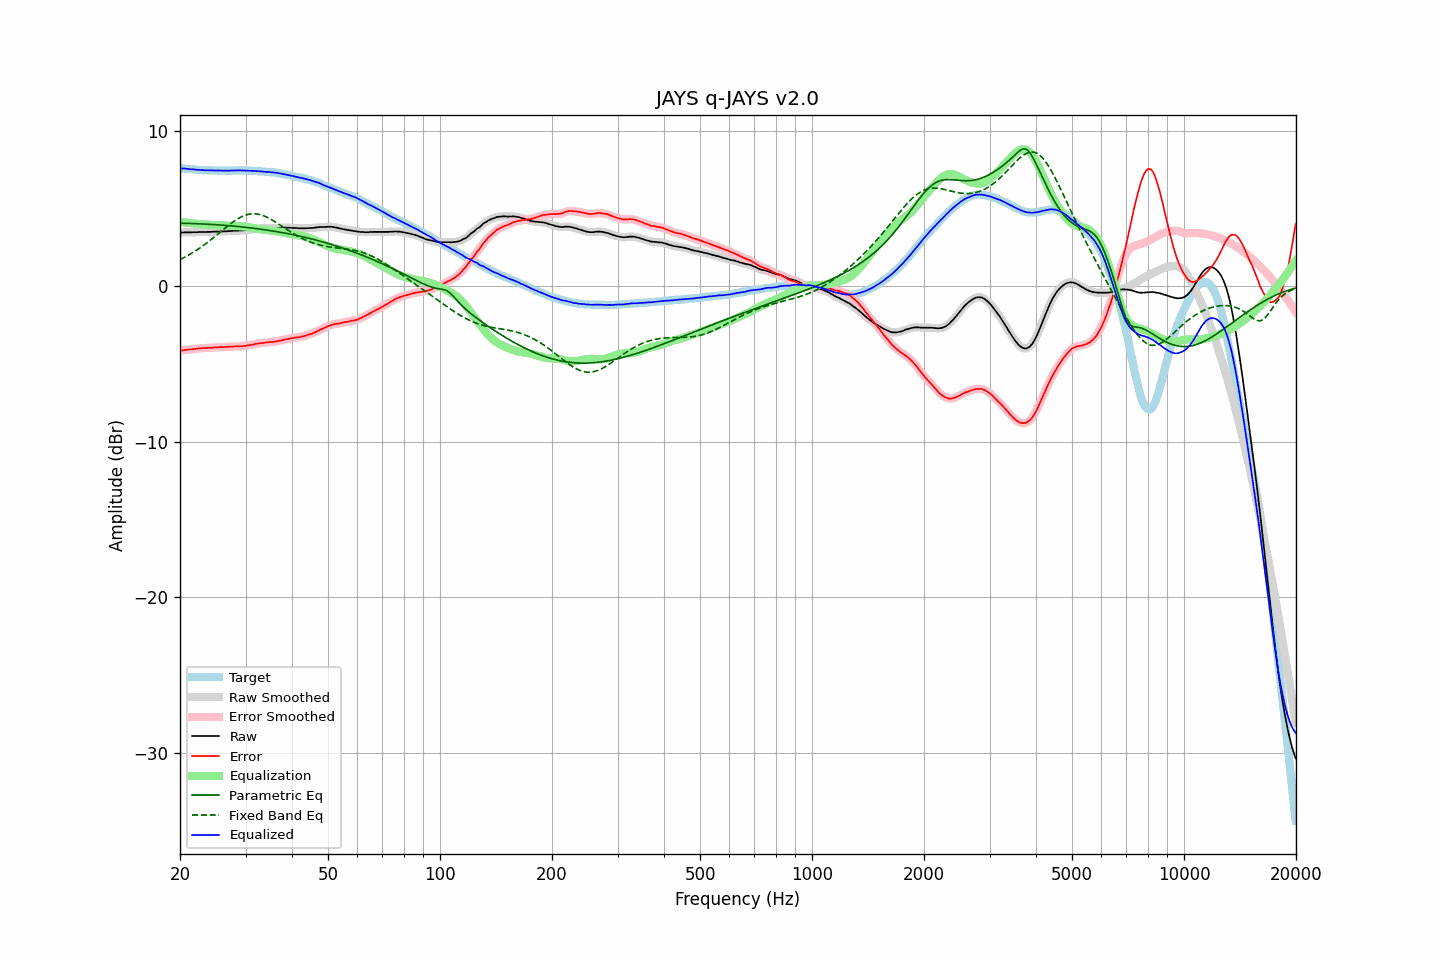 JAYS q-JAYS v2.0
10
0
−10
−20
−30
Amplitude (dBr)
Target
Raw Smoothed
Error Smoothed
Raw
Error
Equalization
Parametric Eq
Fixed Band Eq
Equalized
20 50 100 200 500 1000 2000 5000 10000 20000
Frequency (Hz)